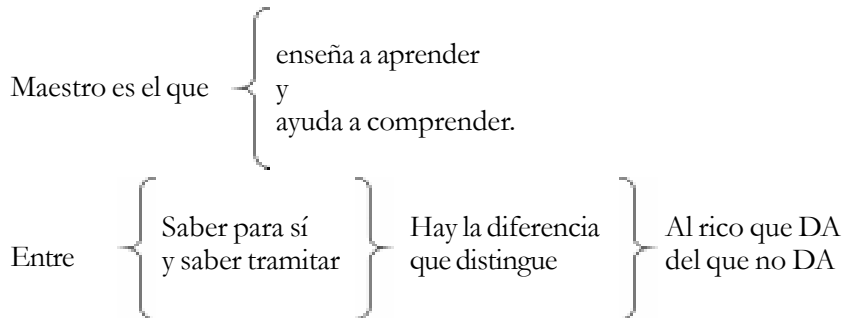 enseña a aprender
Maestro es el que y
ayuda a comprender.
Saber para sí Hay la diferencia Al rico que DA
Entre y saber tramitar que distingue del que no DA